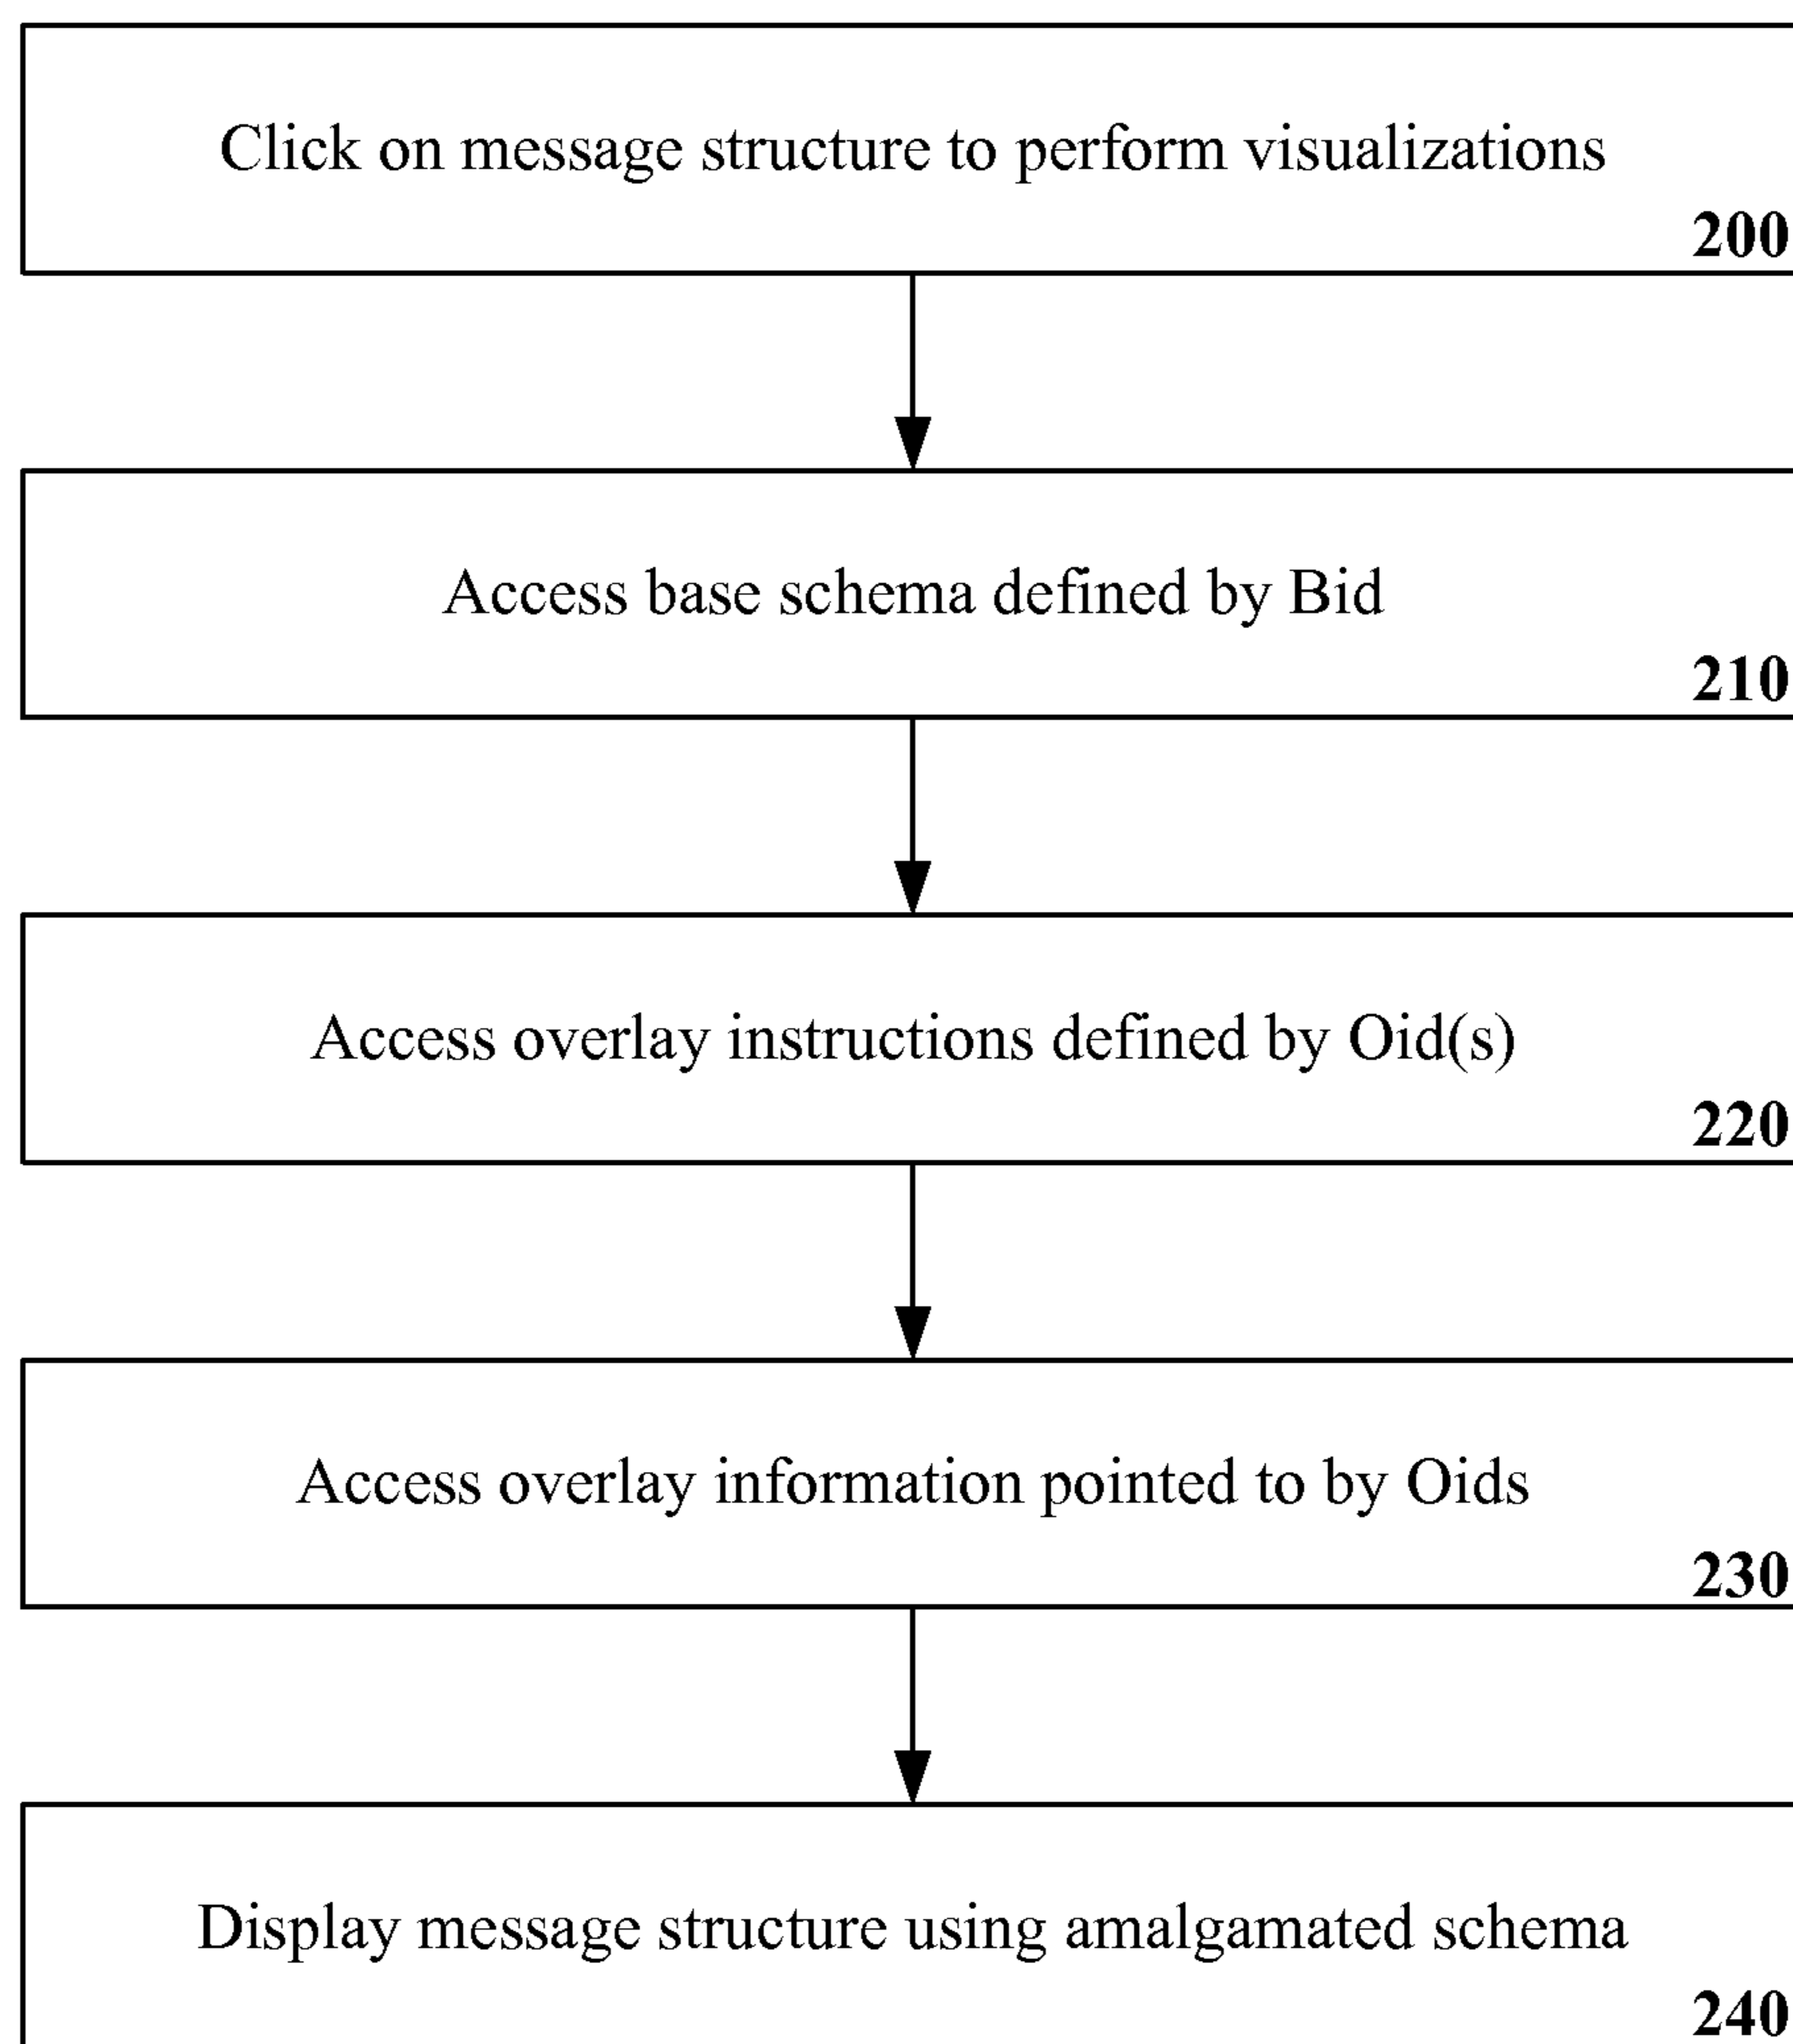 Click on message structure to perform visualizations
200
Access base schema defined by Bid
210
Access overlay instructions defined by Oid(s)
220
Access overlay information pointed to by Oids
230
Display message structure using amalgamated schema
240